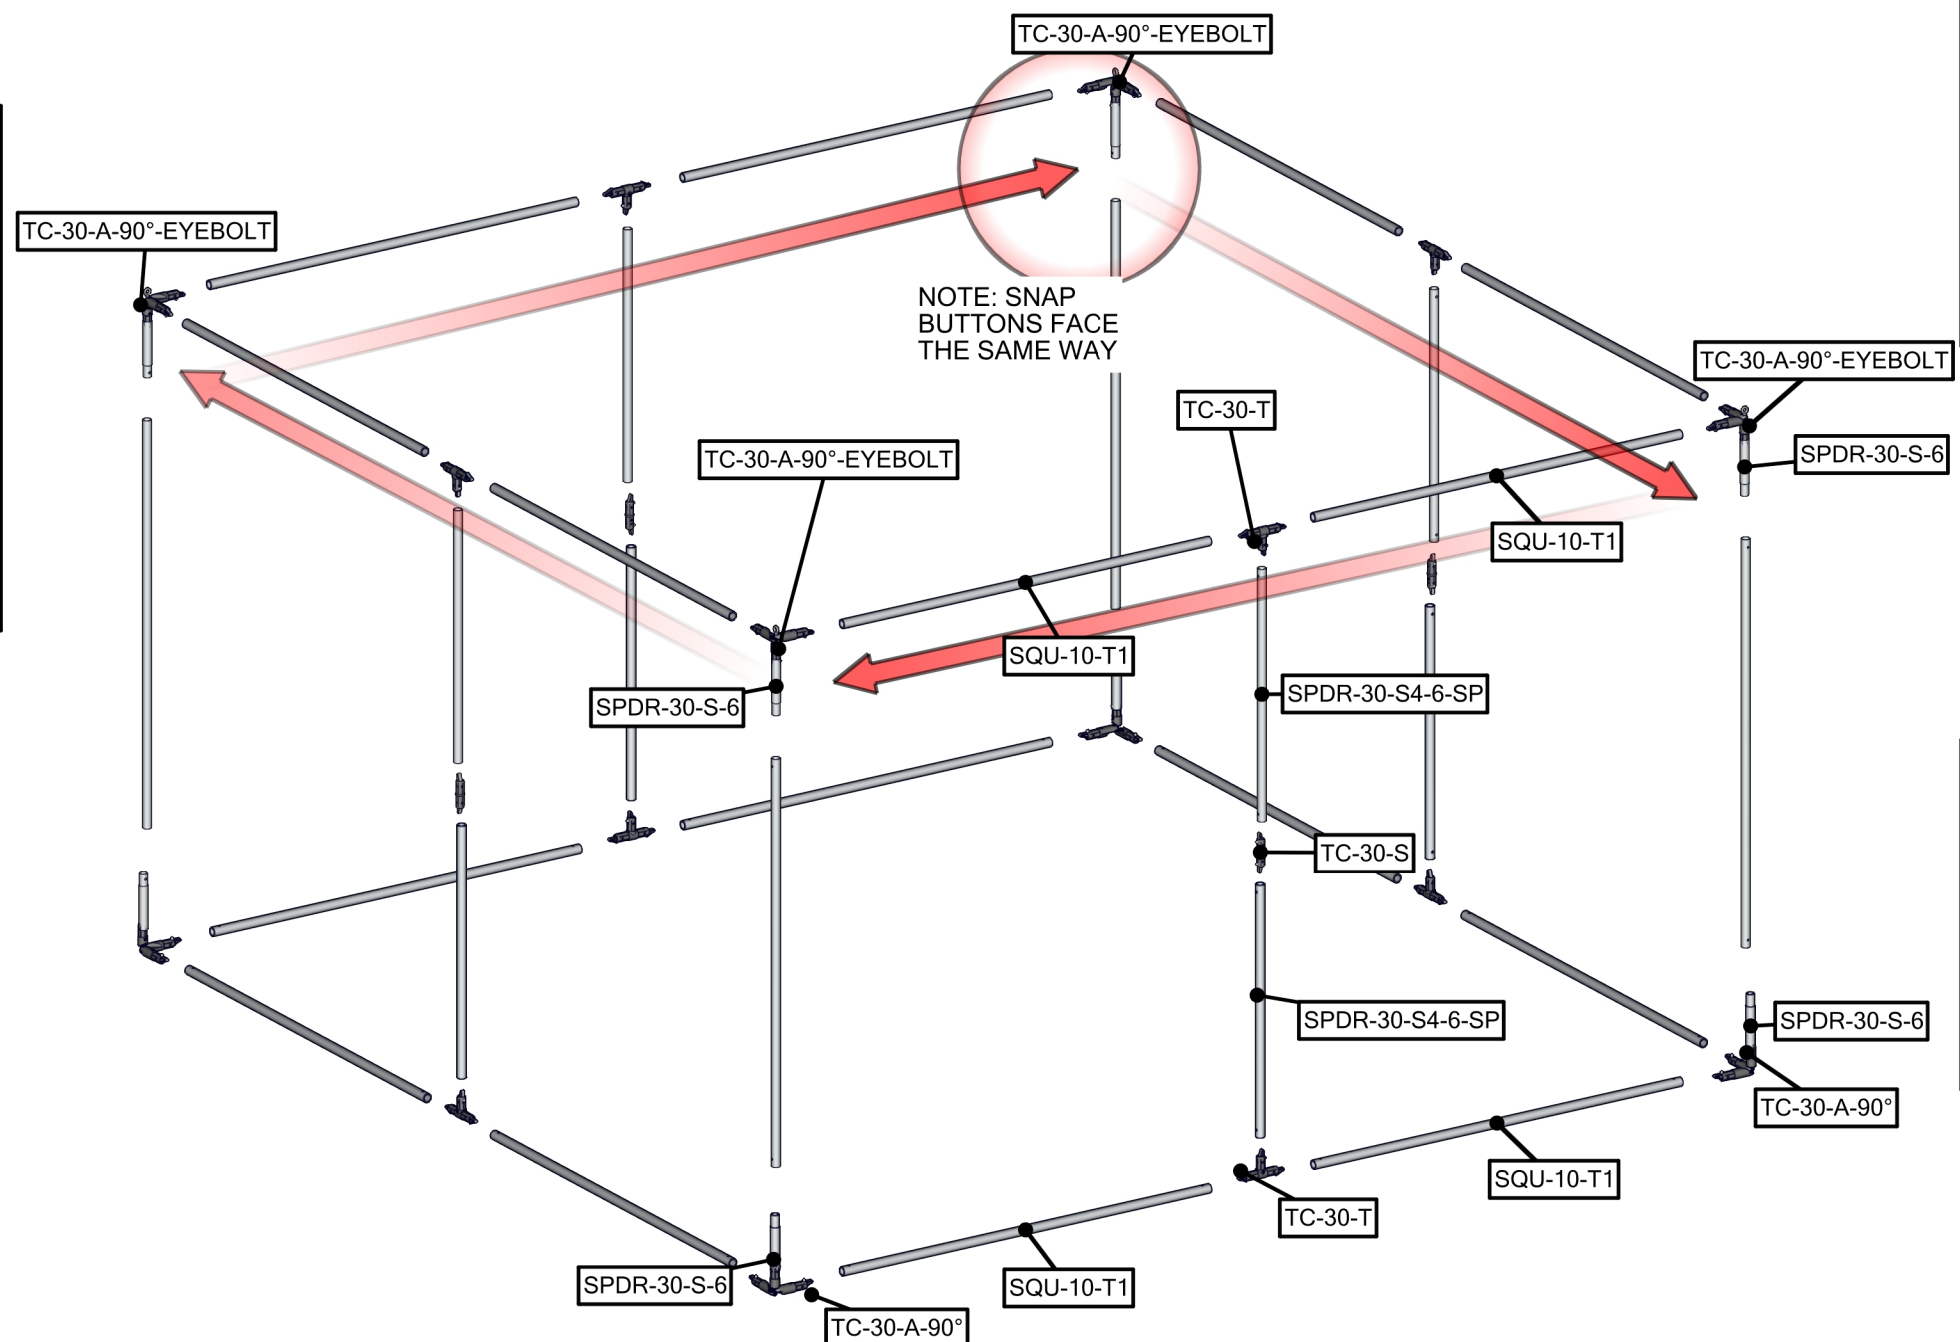 TC-30-A-90°-EYEBOLT
TC-30-A-90°-EYEBOLT
NOTE: SNAP
BUTTONS FACE
THE SAME WAY
TC-30-A-90°-EYEBOLT
TC-30-T
TC-30-A-90°-EYEBOLT
SPDR-30-S-6
SQU-10-T1
SQU-10-T1
SPDR-30-S-6
SPDR-30-S4-6-SP
TC-30-S
SPDR-30-S4-6-SP
SPDR-30-S-6
TC-30-A-90°
SQU-10-T1
TC-30-T
SPDR-30-S-6
SQU-10-T1
TC-30-A-90°